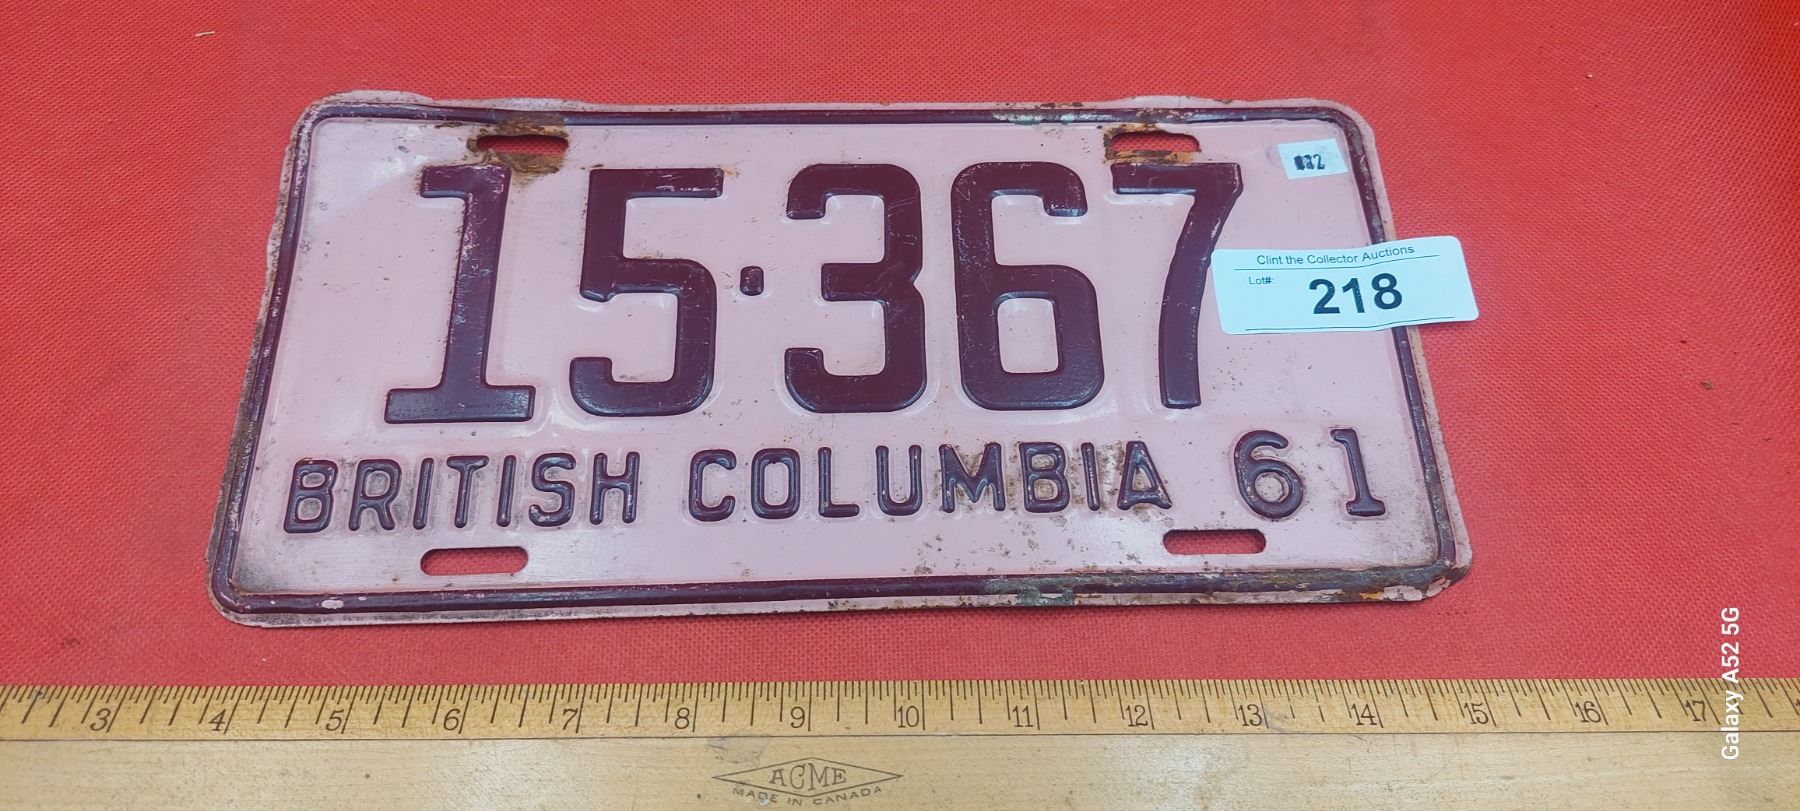 15·367
BRITISH COLUMBIA 61
Clint the Collector Auctions
Lot#: 218
3 4 5 6 7 8 9 10 11 12 13 14 15 16 17
ACME
MADE IN CANADA
Galaxy A52 5G